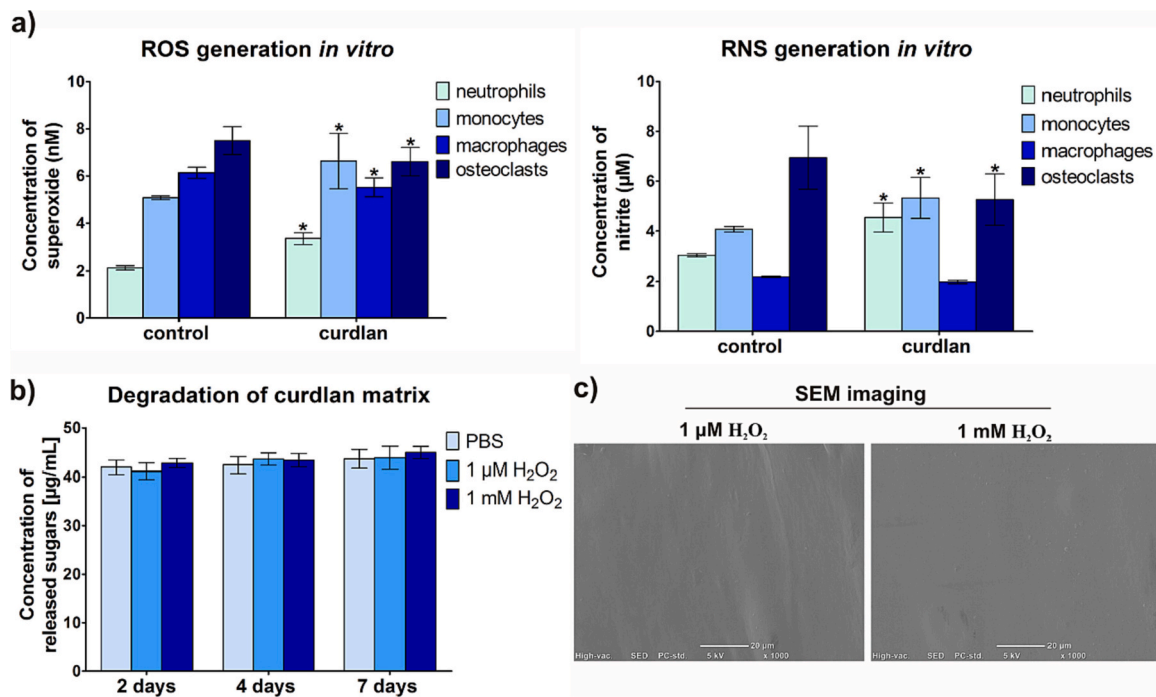 a)
ROS generation in vitro
Concentration of
superoxide (nM)
10
8
6
4
2
0
control
curdlan
* * * *
neutrophils
monocytes
macrophages
osteoclasts
RNS generation in vitro
Concentration of
nitrite (µM)
10
8
6
4
2
0
control
curdlan
* * *
neutrophils
monocytes
macrophages
osteoclasts
b)
Degradation of curdlan matrix
Concentration of
released sugars [µg/mL]
50
40
30
20
10
0
2 days
4 days
7 days
PBS
1 µM H₂O₂
1 mM H₂O₂
c)
SEM imaging
1 µM H₂O₂
1 mM H₂O₂
20 µm
High-vac. SED PC-std. 5 kV x 1000
20 µm
High-vac. SED PC-std. 5 kV x 1000